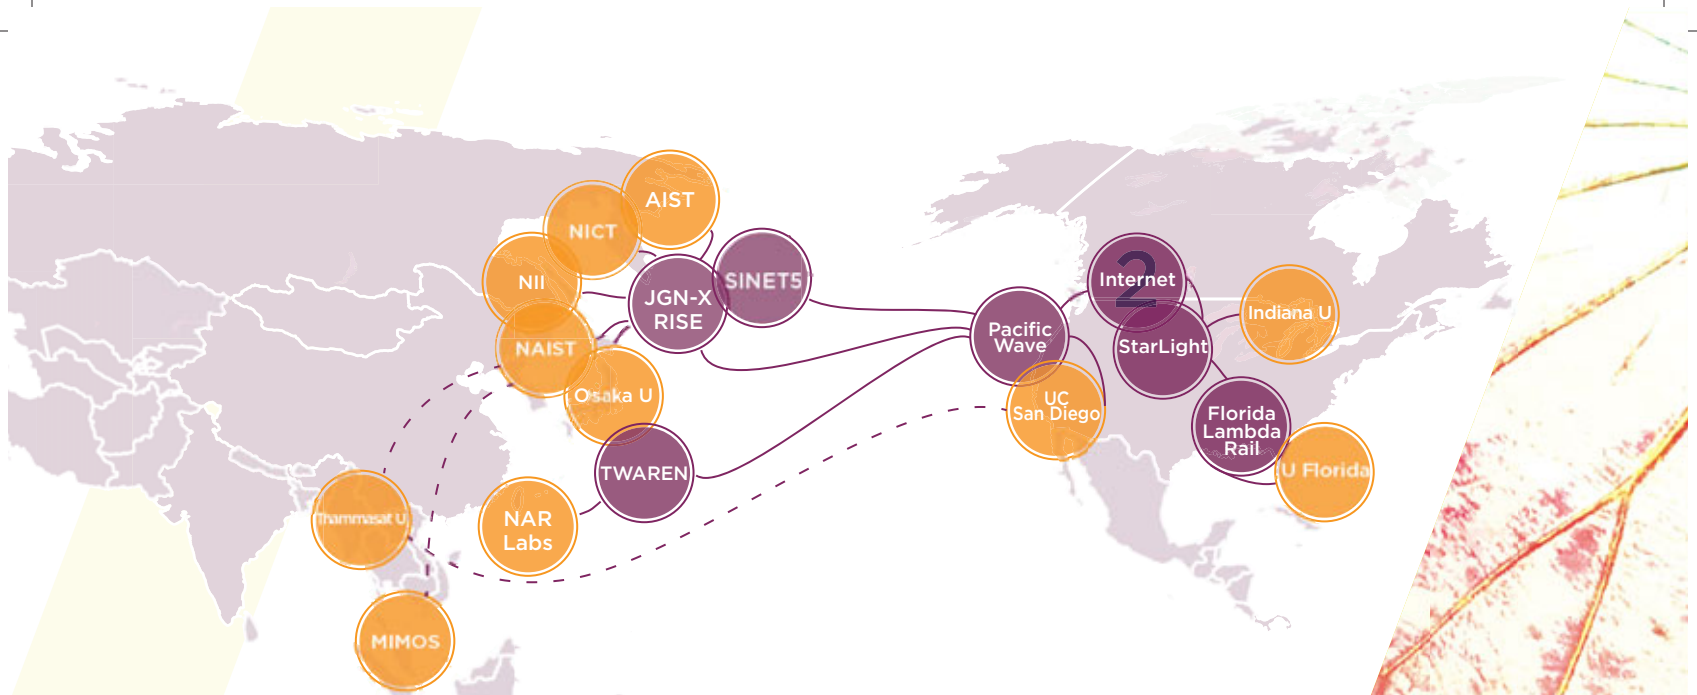 AIST
NICT
NII
JGN-X
RISE
SINET5
NAIST
Osaka U
TWAREN
NAR
Labs
Thammasat U
MIMOS
Pacific
Wave
2
Internet
StarLight
Indiana U
UC
San Diego
Florida
Lambda
Rail
U Florida